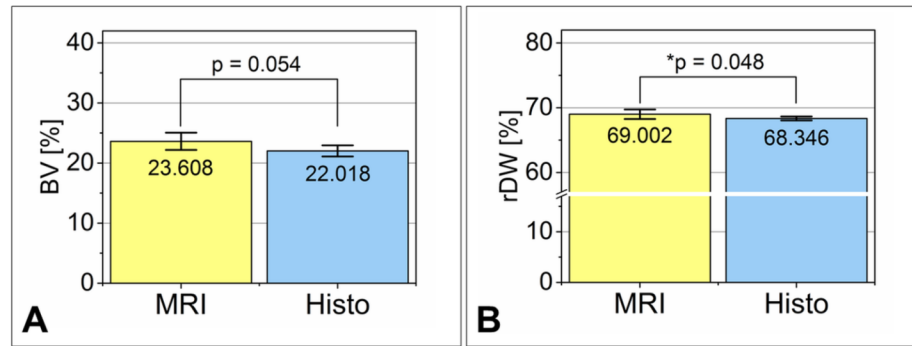 40
p = 0.054
30
BV [%]
20
23.608
22.018
10
0
MRI Histo
A
80
*p = 0.048
70
rDW [%]
69.002
68.346
60
10
0
MRI Histo
B